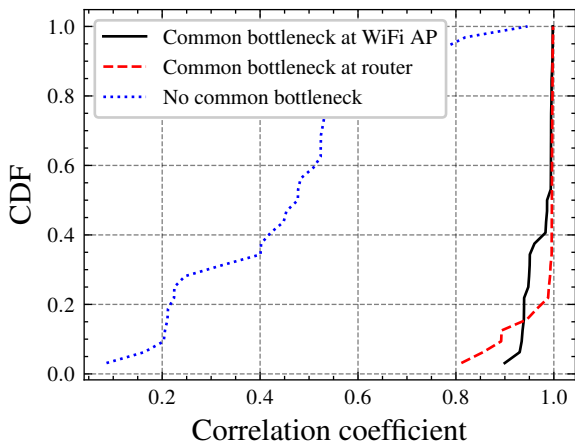 Common bottleneck at WiFi AP
Common bottleneck at router
No common bottleneck
CDF
1.0
0.8
0.6
0.4
0.2
0.0
0.2
0.4
0.6
0.8
1.0
Correlation coefficient